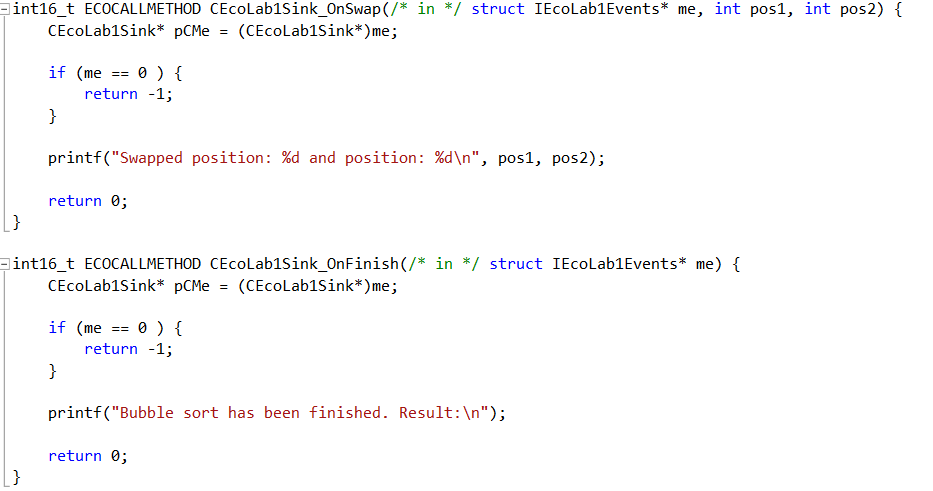 int16_t ECOCALLMETHOD CEcoLab1Sink_OnSwap(/* in */ struct IEcoLab1Events* me, int pos1, int pos2) {
    CEcoLab1Sink* pCMe = (CEcoLab1Sink*)me;

    if (me == 0 ) {
        return -1;
    }

    printf("Swapped position: %d and position: %d\n", pos1, pos2);

    return 0;
}

int16_t ECOCALLMETHOD CEcoLab1Sink_OnFinish(/* in */ struct IEcoLab1Events* me) {
    CEcoLab1Sink* pCMe = (CEcoLab1Sink*)me;

    if (me == 0 ) {
        return -1;
    }

    printf("Bubble sort has been finished. Result:\n");

    return 0;
}